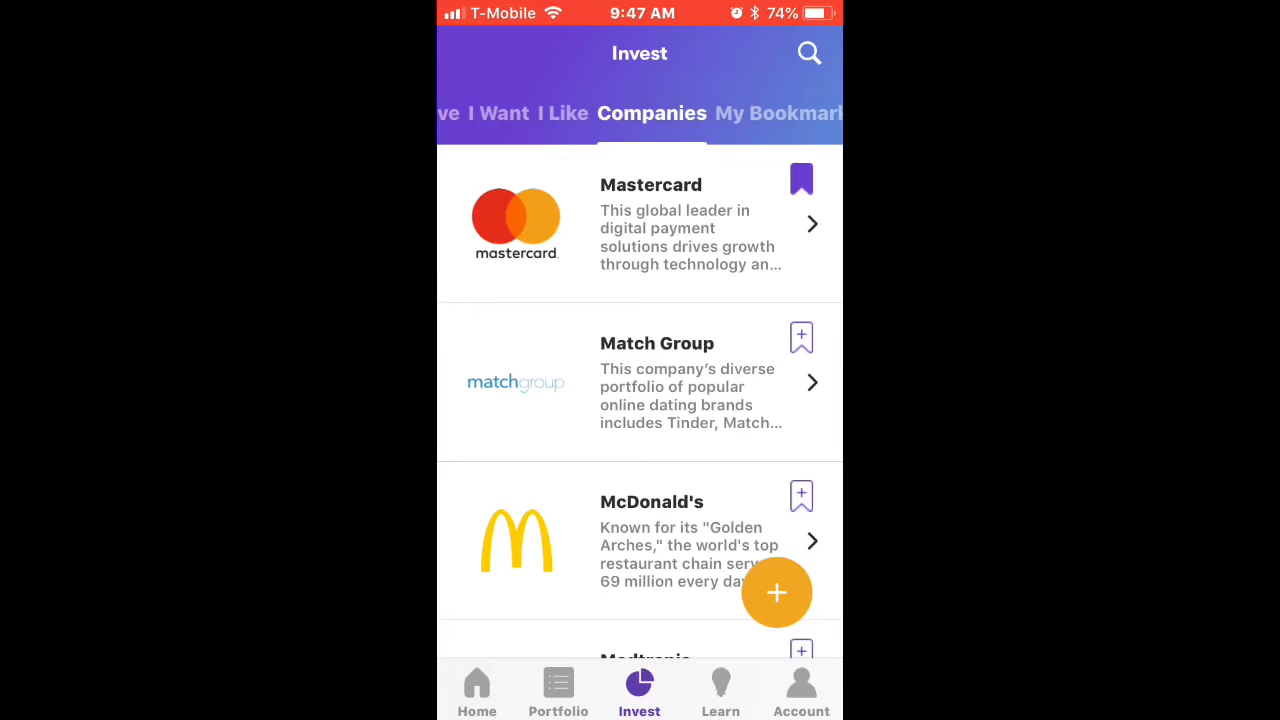 T-Mobile 9:47 AM 74%
Invest
ve I Want I Like Companies My Bookmark
Mastercard
This global leader in
digital payment
solutions drives growth
through technology an...
mastercard.
Match Group
This company's diverse
portfolio of popular
online dating brands
includes Tinder, Match...
matchgroup
McDonald's
Known for its "Golden
Arches," the world's top
restaurant chain serv
69 million every da
Medtronic
Home Portfolio Invest Learn Account